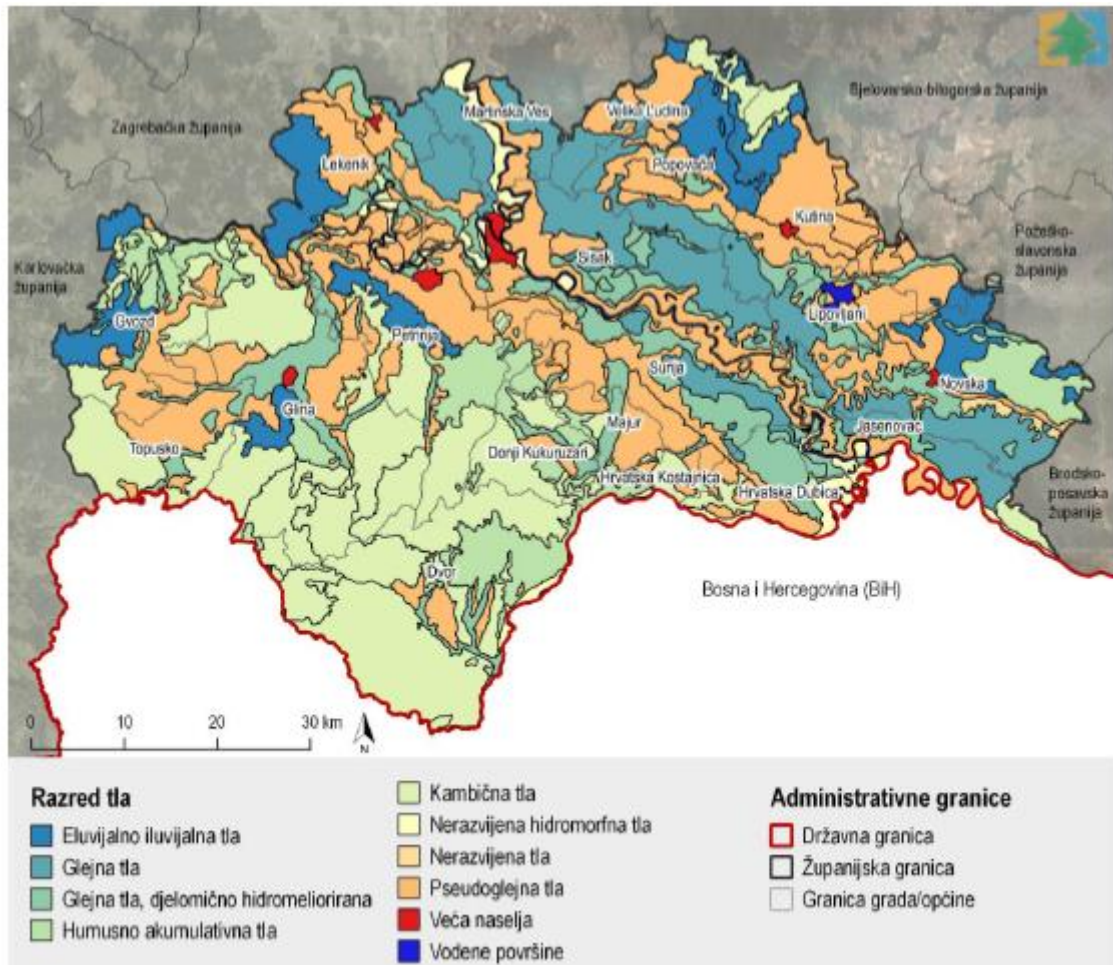 Bjelovarsko-bilogorska županija
Zagrebačka županija
Martinska Ves
Velika Ludina
Lekenik
Popovača
Kutina
Požeško-
slavonska
županija
Karlovačka
županija
Sisak
Gvozd
Petrinja
Lipovljani
Sunja
Novska
Glina
Topusko
Majur
Jasenovac
Donji Kukuruzari
Hrvatska Kostajnica
Hrvatska Dubica
Brodsko-
posavska
županija
Dvor
Bosna i Hercegovina (BiH)
0 10 20 30 km
N
Razred tla
Eluvijalno iluvijalna tla
Glejna tla
Glejna tla, djelomično hidromeliorirana
Humusno akumulativna tla
Kambična tla
Nerazvijena hidromorfna tla
Nerazvijena tla
Pseudoglejna tla
Veća naselja
Vodene površine
Administrativne granice
Državna granica
Županijska granica
Granica grada/općine